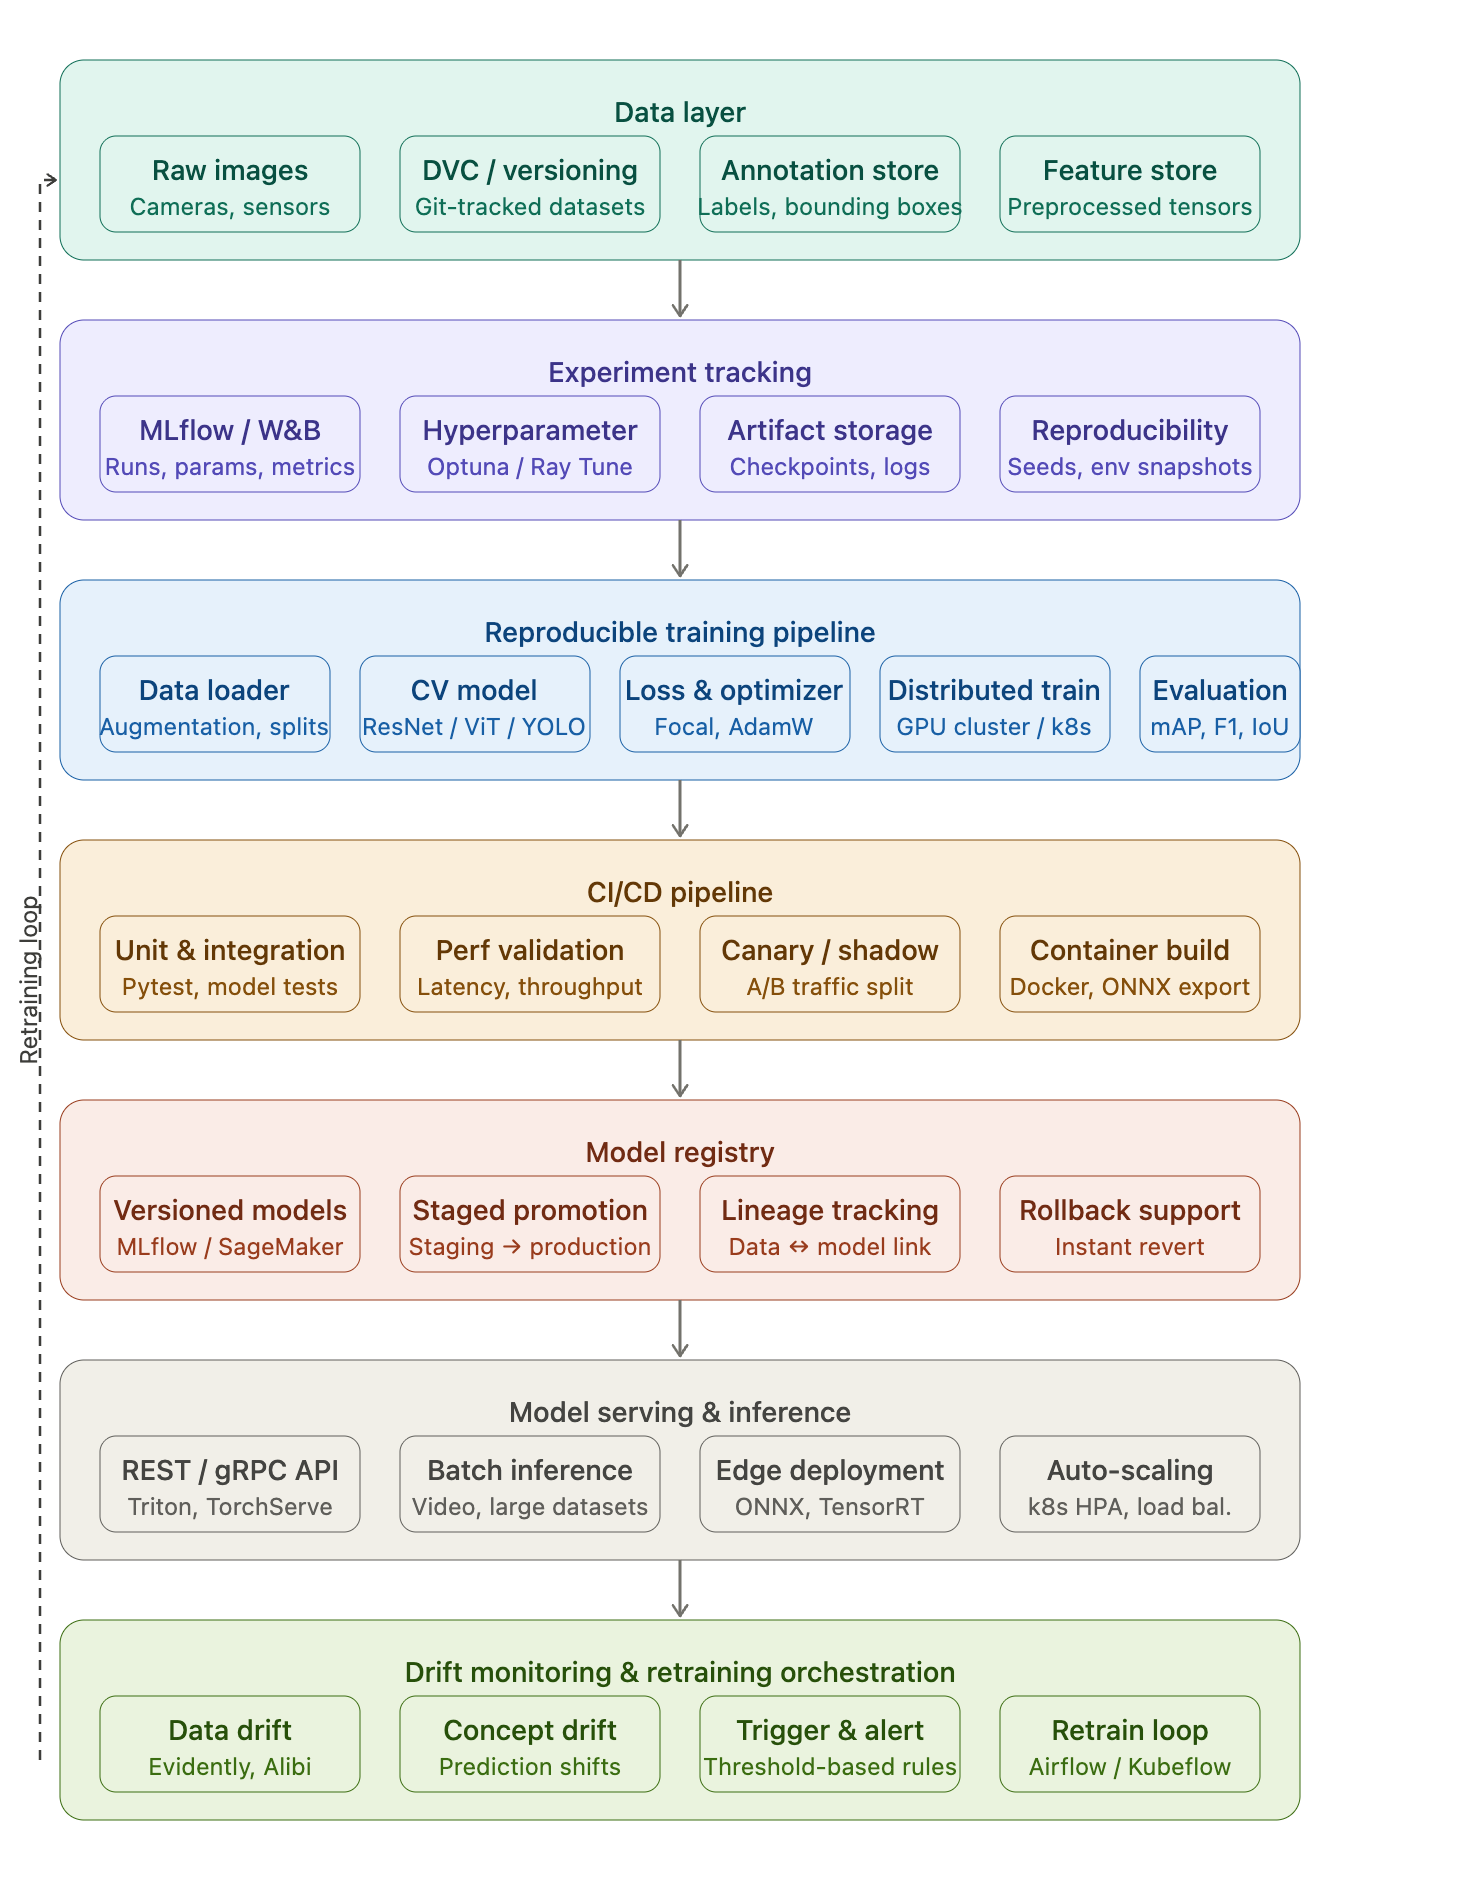 Data layer
Raw images
Cameras, sensors
DVC / versioning
Git-tracked datasets
Annotation store
Labels, bounding boxes
Feature store
Preprocessed tensors
Experiment tracking
MLflow / W&B
Runs, params, metrics
Hyperparameter
Optuna / Ray Tune
Artifact storage
Checkpoints, logs
Reproducibility
Seeds, env snapshots
Reproducible training pipeline
Data loader
Augmentation, splits
CV model
ResNet / ViT / YOLO
Loss & optimizer
Focal, AdamW
Distributed train
GPU cluster / k8s
Evaluation
mAP, F1, IoU
Retraining loop
CI/CD pipeline
Unit & integration
Pytest, model tests
Perf validation
Latency, throughput
Canary / shadow
A/B traffic split
Container build
Docker, ONNX export
Model registry
Versioned models
MLflow / SageMaker
Staged promotion
Staging → production
Lineage tracking
Data ↔ model link
Rollback support
Instant revert
Model serving & inference
REST / gRPC API
Triton, TorchServe
Batch inference
Video, large datasets
Edge deployment
ONNX, TensorRT
Auto-scaling
k8s HPA, load bal.
Drift monitoring & retraining orchestration
Data drift
Evidently, Alibi
Concept drift
Prediction shifts
Trigger & alert
Threshold-based rules
Retrain loop
Airflow / Kubeflow